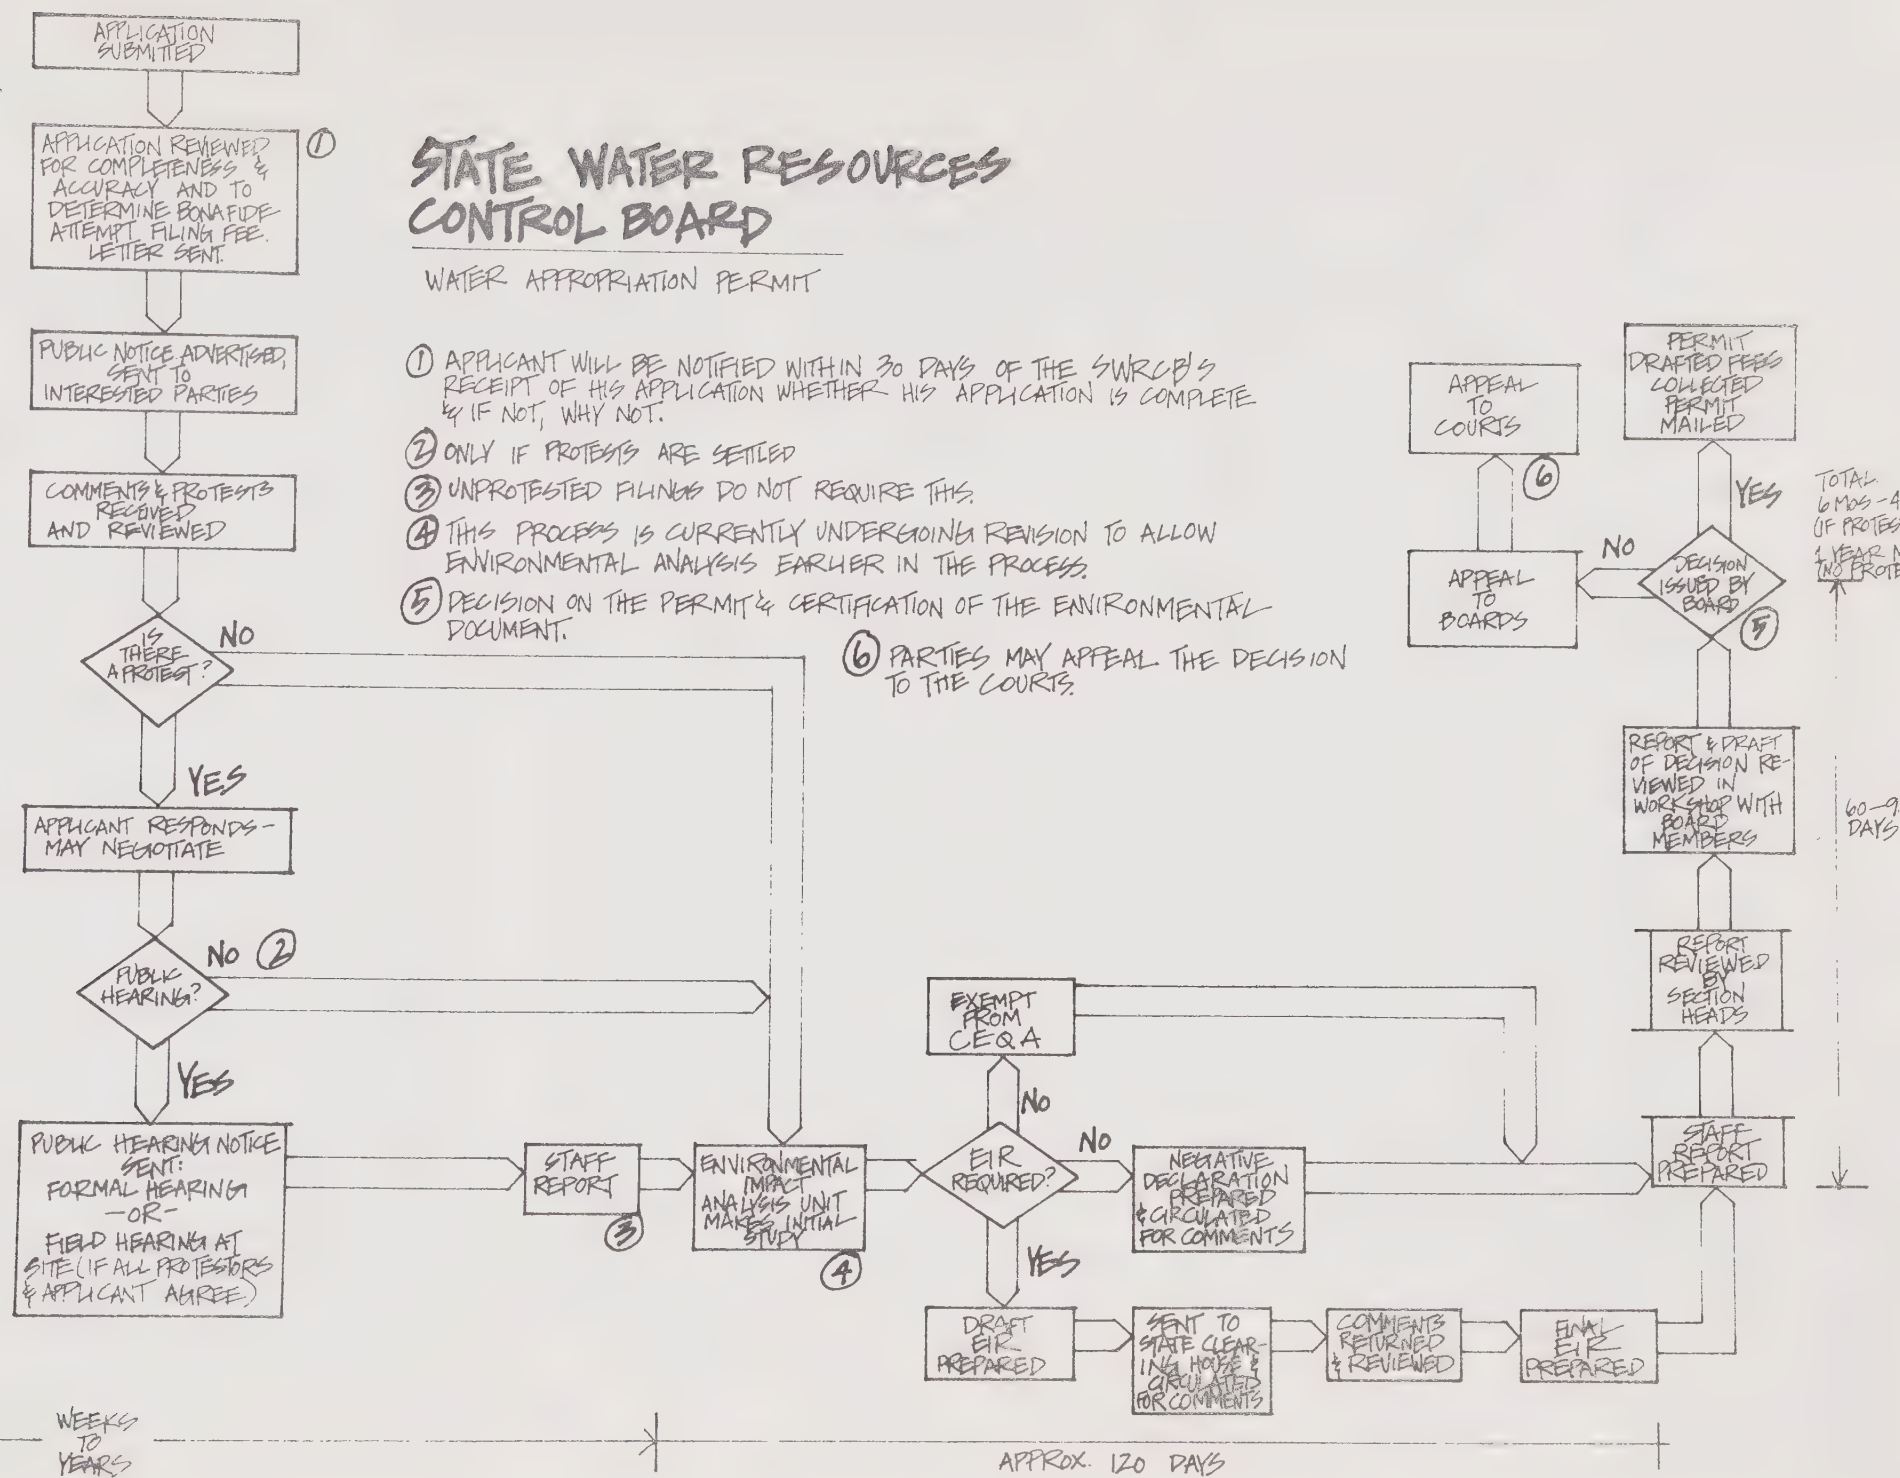 APPLICATION
SUBMITTED
APPLICATION REVIEWED
FOR COMPLETENESS &
ACCURACY AND TO
DETERMINE BONAFIDE
ATTEMPT FILING FEE.
LETTER SENT.
①
PUBLIC NOTICE ADVERTISED,
SENT TO
INTERESTED PARTIES
COMMENTS & PROTESTS
RECEIVED
AND REVIEWED
IS
THERE
A PROTEST?
NO
YES
APPLICANT RESPONDS –
MAY NEGOTIATE
PUBLIC
HEARING?
NO ②
YES
PUBLIC HEARING NOTICE
SENT:
FORMAL HEARING
– OR –
FIELD HEARING AT
SITE (IF ALL PROTESTORS
& APPLICANT AGREE)
STATE WATER RESOURCES
CONTROL BOARD
WATER APPROPRIATION PERMIT
① APPLICANT WILL BE NOTIFIED WITHIN 30 DAYS OF THE SWRCB'S
RECEIPT OF HIS APPLICATION WHETHER HIS APPLICATION IS COMPLETE
& IF NOT, WHY NOT.
② ONLY IF PROTESTS ARE SETTLED
③ UNPROTESTED FILINGS DO NOT REQUIRE THIS.
④ THIS PROCESS IS CURRENTLY UNDERGOING REVISION TO ALLOW
ENVIRONMENTAL ANALYSIS EARLIER IN THE PROCESS.
⑤ DECISION ON THE PERMIT & CERTIFICATION OF THE ENVIRONMENTAL
DOCUMENT.
⑥ PARTIES MAY APPEAL THE DECISION
TO THE COURTS.
STAFF
REPORT
③
ENVIRONMENTAL
IMPACT
ANALYSIS UNIT
MAKES INITIAL
STUDY
④
EXEMPT
FROM
CEQA
NO
EIR
REQUIRED?
NO
YES
NEGATIVE
DECLARATION
PREPARED
& CIRCULATED
FOR COMMENTS
DRAFT
EIR
PREPARED
SENT TO
STATE CLEAR-
ING HOUSE &
CIRCULATED
FOR COMMENTS
COMMENTS
RETURNED
& REVIEWED
FINAL
EIR
PREPARED
STAFF
REPORT
PREPARED
REPORT
REVIEWED
BY
SECTION
HEADS
REPORT & DRAFT
OF DECISION RE-
VIEWED IN
WORKSHOP WITH
BOARD
MEMBERS
DECISION
ISSUED BY
BOARD
⑤
NO
YES
APPEAL
TO
BOARDS
⑥
APPEAL
TO
COURTS
PERMIT
DRAFTED FEES
COLLECTED
PERMIT
MAILED
TOTAL
6 MOS – 4
(IF PROTES
1 YEAR
(NO PROTE
60–9
DAYS
WEEKS
TO
YEARS
APPROX. 120 DAYS